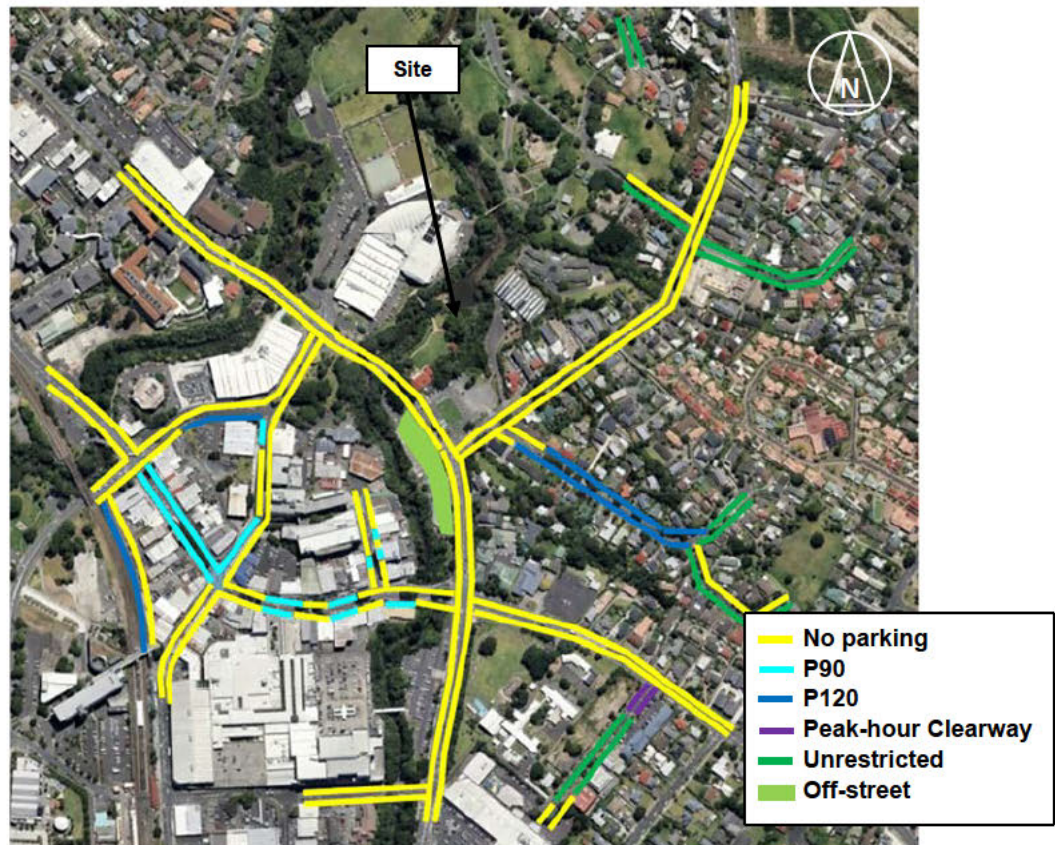 Site
N
No parking
P90
P120
Peak-hour Clearway
Unrestricted
Off-street